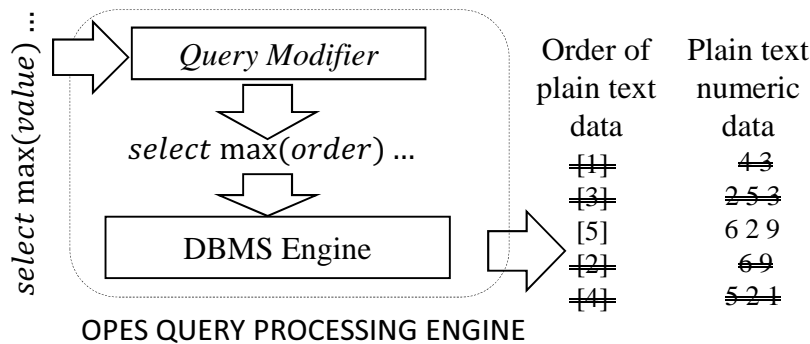 select max(value) ...
Query Modifier
select max(order) ...
DBMS Engine
OPES QUERY PROCESSING ENGINE
Order of
plain text
data
[1]
[3]
[5]
[2]
[4]
Plain text
numeric
data
4 3
2 5 3
6 2 9
6 9
5 2 1